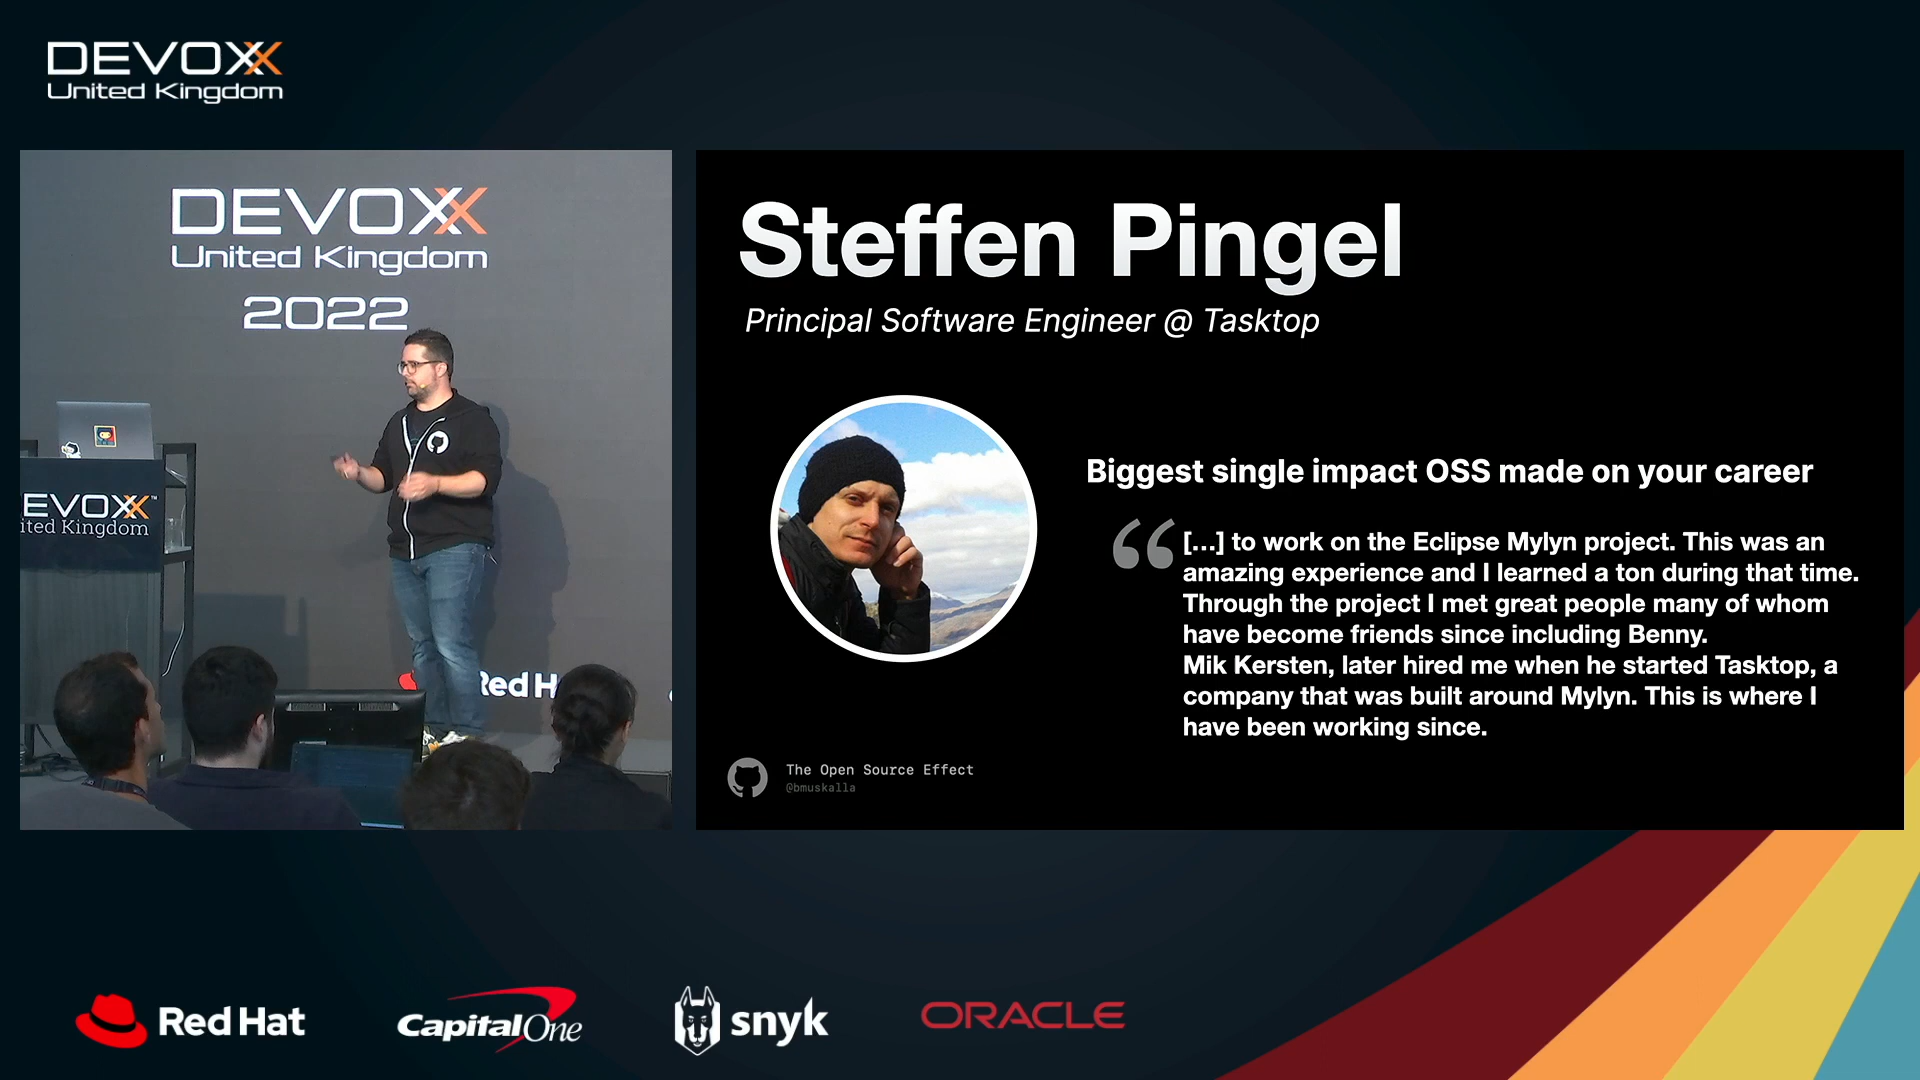 DEVOXX
United Kingdom
DEVOXX
United Kingdom
2022
EVOXX™
ited Kingdom
Red H
Steffen Pingel
Principal Software Engineer @ Tasktop
Biggest single impact OSS made on your career
“ […] to work on the Eclipse Mylyn project. This was an
amazing experience and I learned a ton during that time.
Through the project I met great people many of whom
have become friends since including Benny.
Mik Kersten, later hired me when he started Tasktop, a
company that was built around Mylyn. This is where I
have been working since.
The Open Source Effect
@bmuskalla
Red Hat
Capital One
snyk
ORACLE